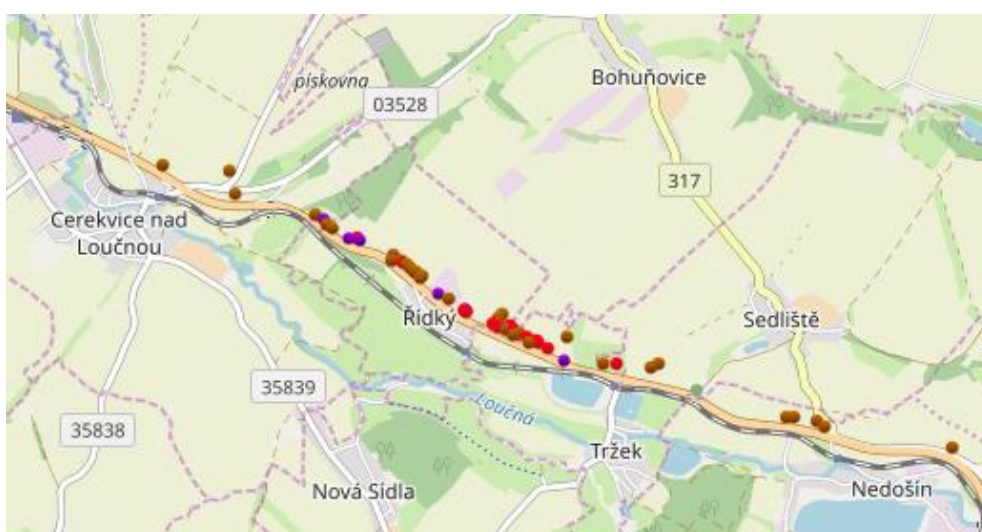 Bohuňovice
pískovna
03528
317
Cerekvice nad
Loučnou
Řídký
Sedliště
35839
Loučná
35838
Tržek
Nová Sídla
Nedošín